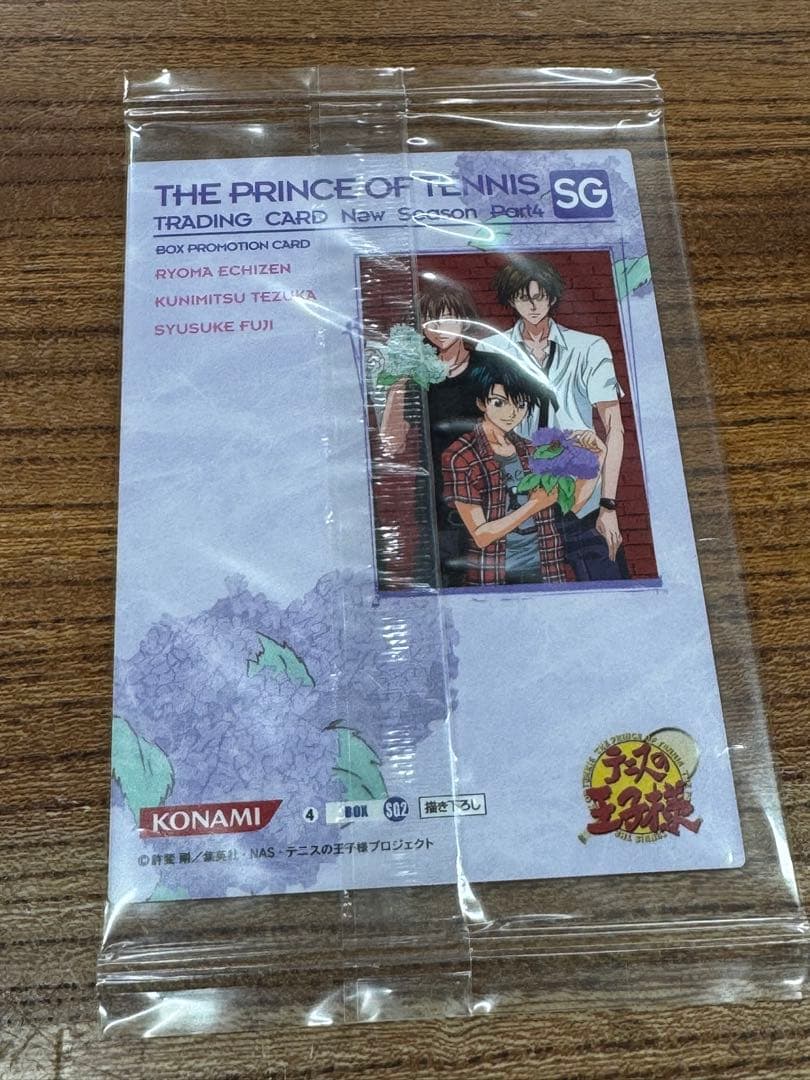 THE PRINCE OF TENNIS SG
TRADING CARD New Season Part4
BOX PROMOTION CARD
RYOMA ECHIZEN
KUNIMITSU TEZUKA
SYUSUKE FUJI
テニスの
王子様
KONAMI 4 BOX SG2 描き下ろし
©許斐 剛／集英社・NAS・テニスの王子様プロジェクト